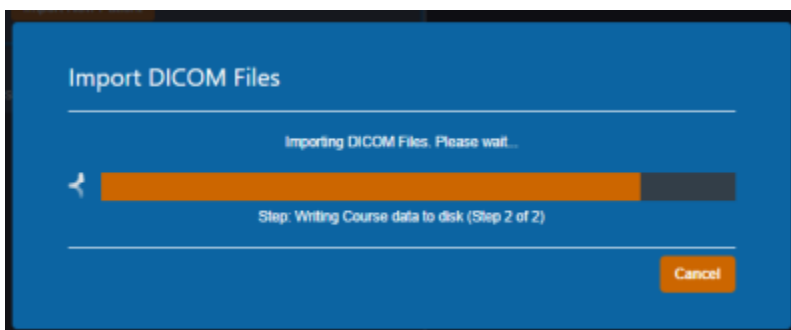 Import DICOM Files
Importing DICOM Files. Please wait...
Step: Writing Course data to disk (Step 2 of 2)
Cancel